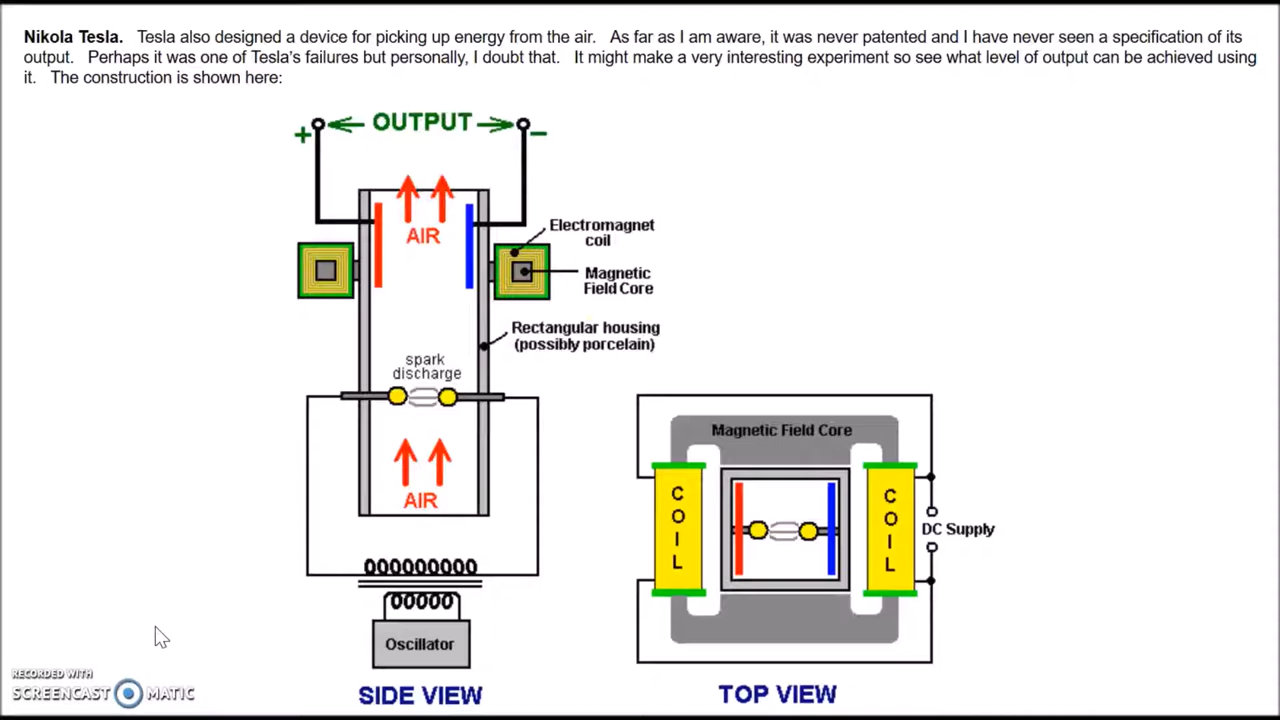 Nikola Tesla. Tesla also designed a device for picking up energy from the air. As far as I am aware, it was never patented and I have never seen a specification of its
output. Perhaps it was one of Tesla's failures but personally, I doubt that. It might make a very interesting experiment so see what level of output can be achieved using
it. The construction is shown here:
+ OUTPUT −
AIR
Electromagnet
coil
Magnetic
Field Core
Rectangular housing
(possibly porcelain)
spark
discharge
AIR
Oscillator
SIDE VIEW
Magnetic Field Core
COIL
COIL
DC Supply
TOP VIEW
RECORDED WITH
SCREENCAST MATIC